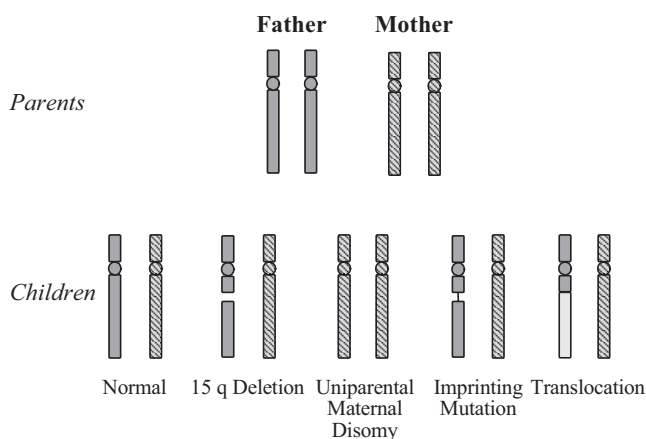 Father Mother
Parents
Children
Normal 15 q Deletion Uniparental Maternal Disomy Imprinting Mutation Translocation